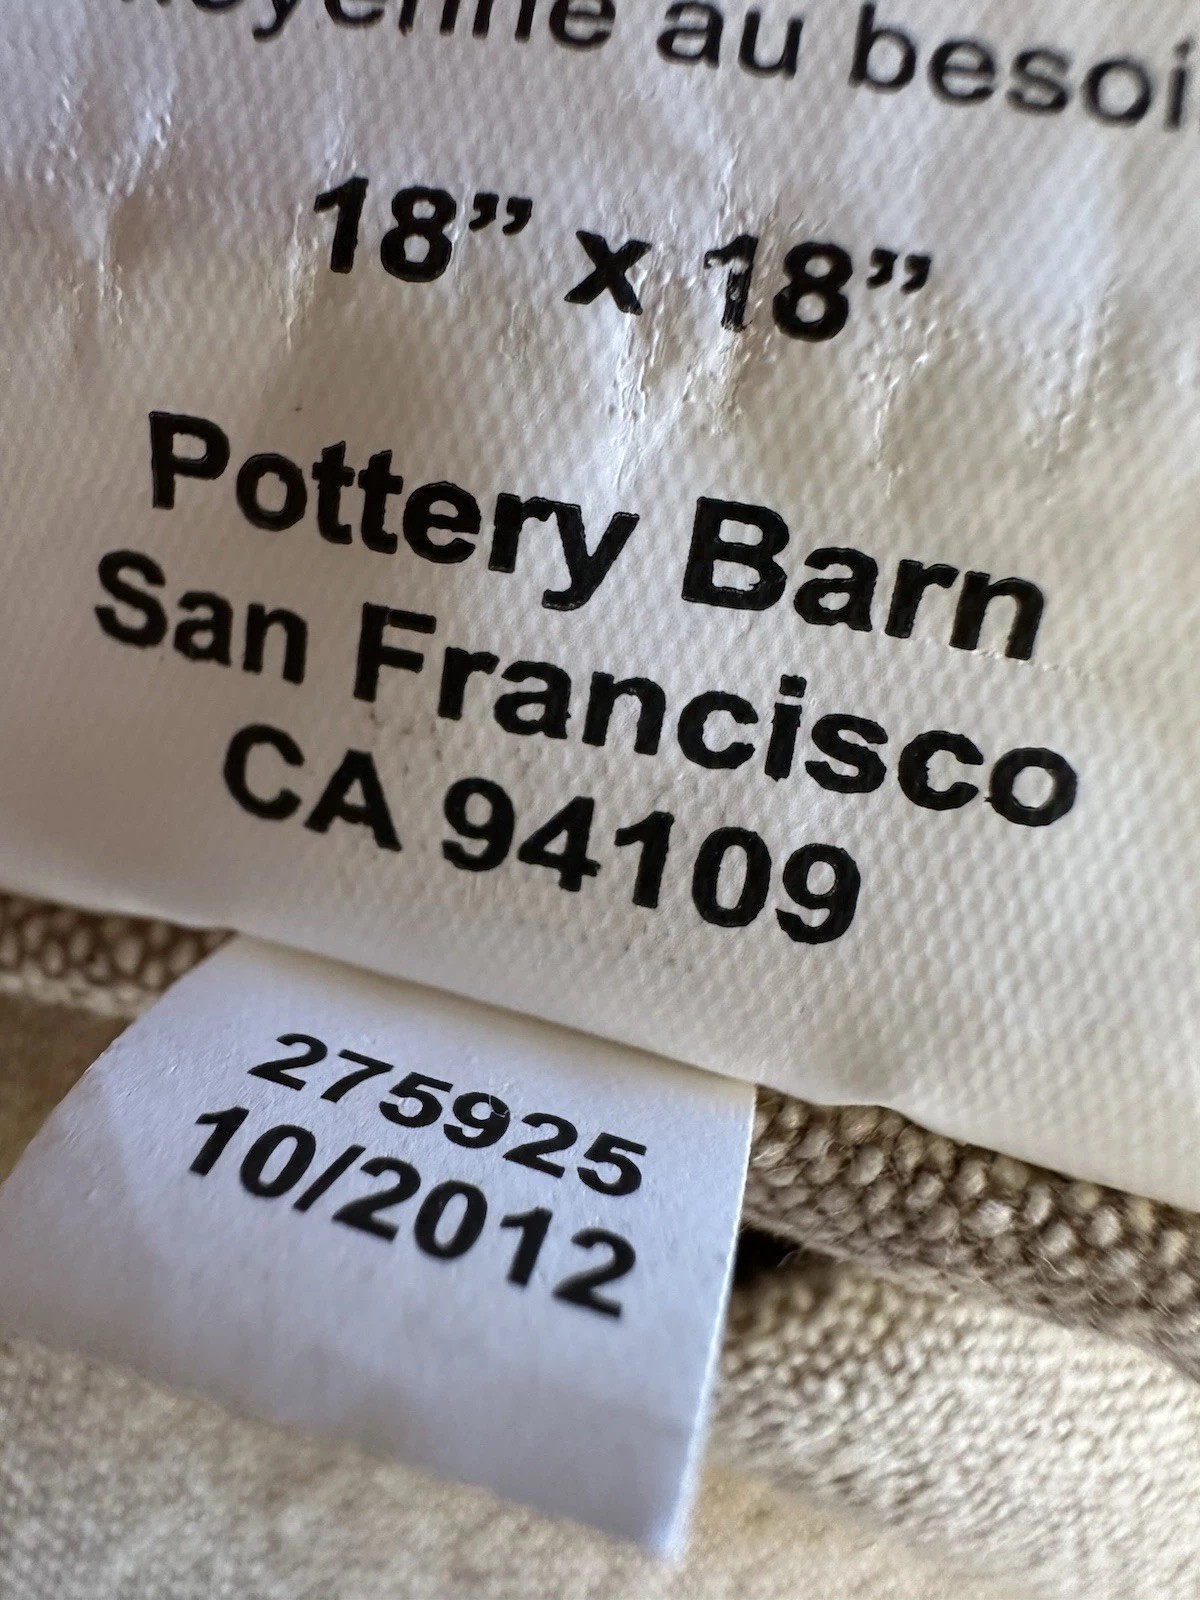 au besoi
18” x 18”
Pottery Barn
San Francisco
CA 94109
275925
10/2012